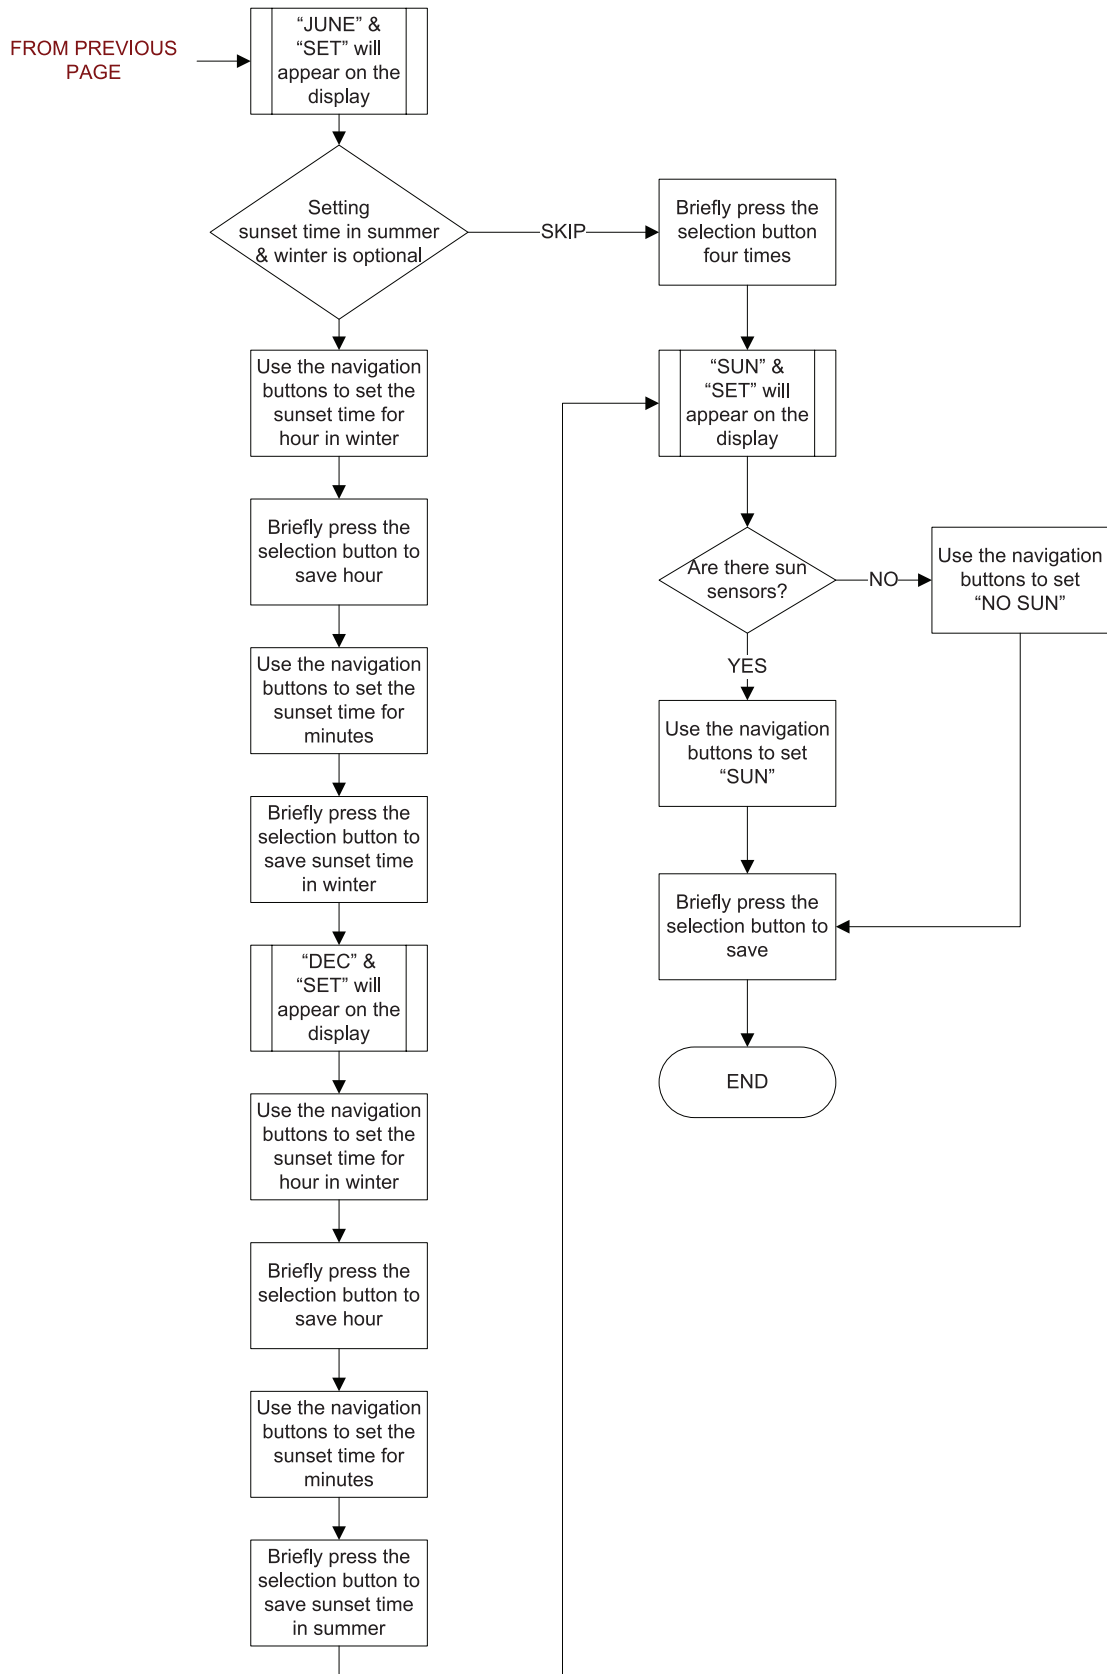 FROM PREVIOUS
PAGE
“JUNE” &
“SET” will
appear on the
display
Setting
sunset time in summer
& winter is optional
SKIP
Briefly press the
selection button
four times
Use the navigation
buttons to set the
sunset time for
hour in winter
Briefly press the
selection button to
save hour
Use the navigation
buttons to set the
sunset time for
minutes
Briefly press the
selection button to
save sunset time
in winter
“DEC” &
“SET” will
appear on the
display
Use the navigation
buttons to set the
sunset time for
hour in winter
Briefly press the
selection button to
save hour
Use the navigation
buttons to set the
sunset time for
minutes
Briefly press the
selection button to
save sunset time
in summer
“SUN” &
“SET” will
appear on the
display
Are there sun
sensors?
NO
Use the navigation
buttons to set
“NO SUN”
YES
Use the navigation
buttons to set
“SUN”
Briefly press the
selection button to
save
END